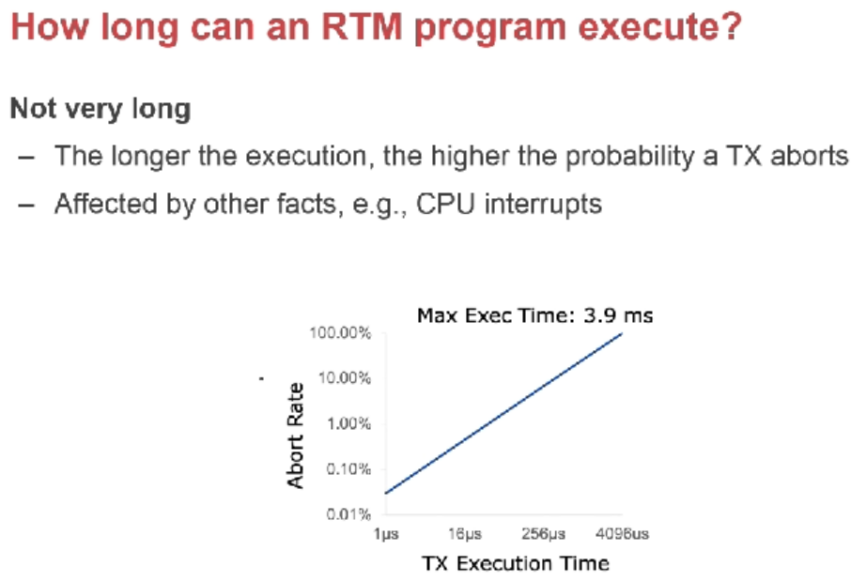 How long can an RTM program execute?
Not very long
– The longer the execution, the higher the probability a TX aborts
– Affected by other facts, e.g., CPU interrupts
Max Exec Time: 3.9 ms
100.00%
10.00%
1.00%
0.10%
0.01%
Abort Rate
1μs 16μs 256μs 4096us
TX Execution Time